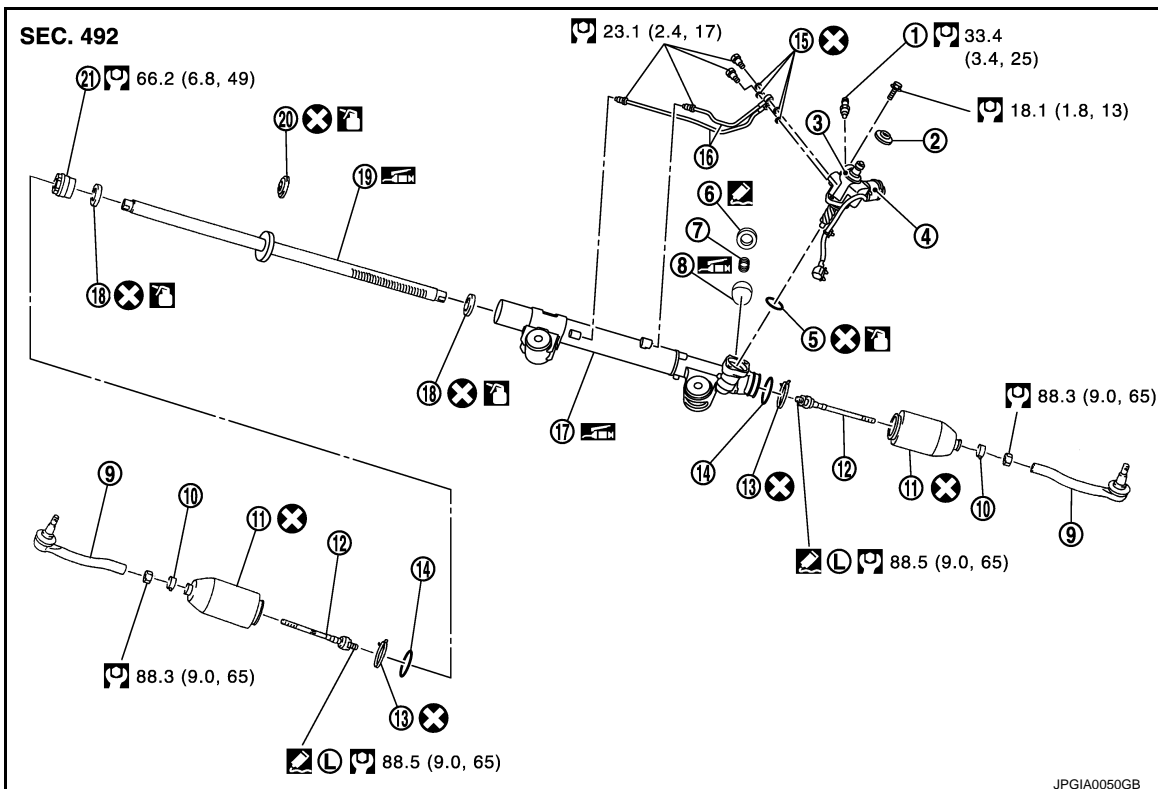 SEC. 492
23.1 (2.4, 17)
15
1
33.4
(3.4, 25)
21
66.2 (6.8, 49)
18.1 (1.8, 13)
20
3
2
16
19
6
4
7
8
18
5
18
88.3 (9.0, 65)
17
14
13
12
11
10
9
9
10
11
12
14
L
88.5 (9.0, 65)
88.3 (9.0, 65)
13
L
88.5 (9.0, 65)
JPGIA0050GB